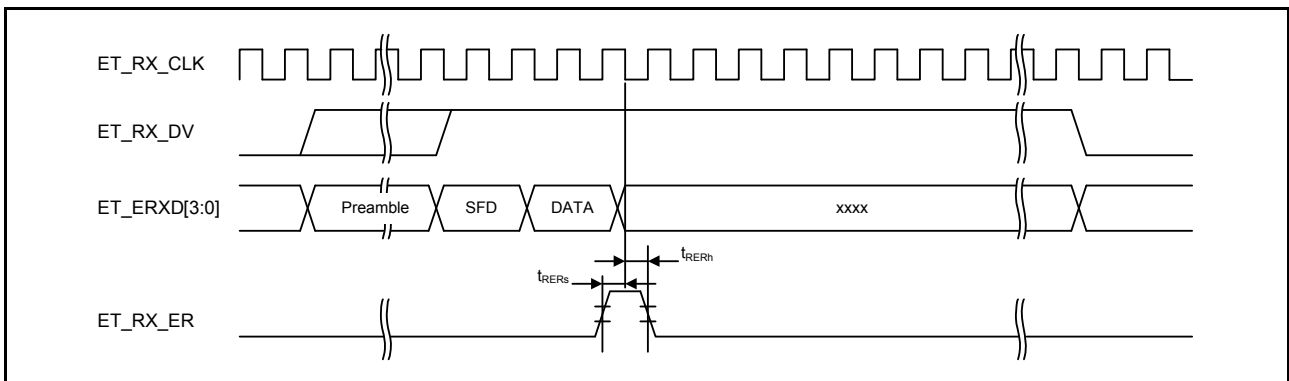 ET_RX_CLK
ET_RX_DV
ET_ERXD[3:0]
Preamble
SFD
DATA
xxxx
tRERh
tRERs
ET_RX_ER